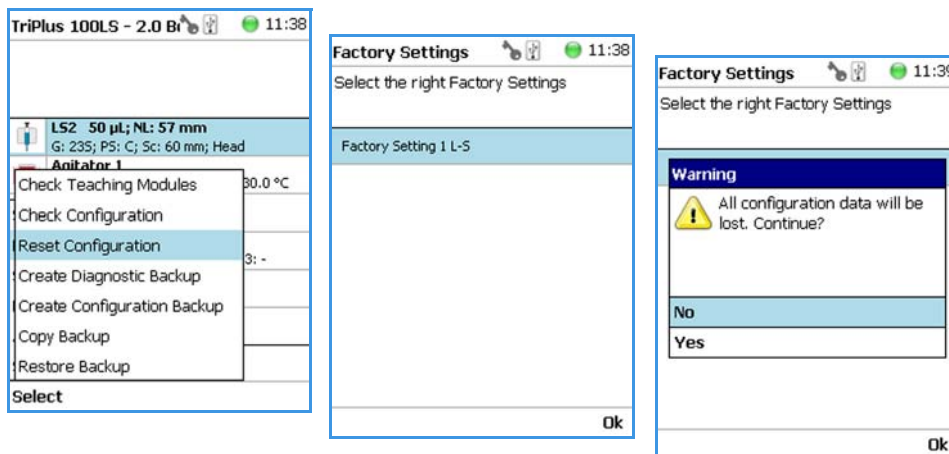 TriPlus 100LS - 2.0 B 11:38
LS2 50 µL; NL: 57 mm
G: 235; PS: C; Sc: 60 mm; Head
Agitator 1
30.0 °C
Check Teaching Modules
Check Configuration
Reset Configuration
3: -
Create Diagnostic Backup
Create Configuration Backup
Copy Backup
Restore Backup
Select
Factory Settings 11:38
Select the right Factory Settings
Factory Setting 1 L-S
Ok
Factory Settings 11:39
Select the right Factory Settings
Warning
All configuration data will be
lost. Continue?
No
Yes
Ok